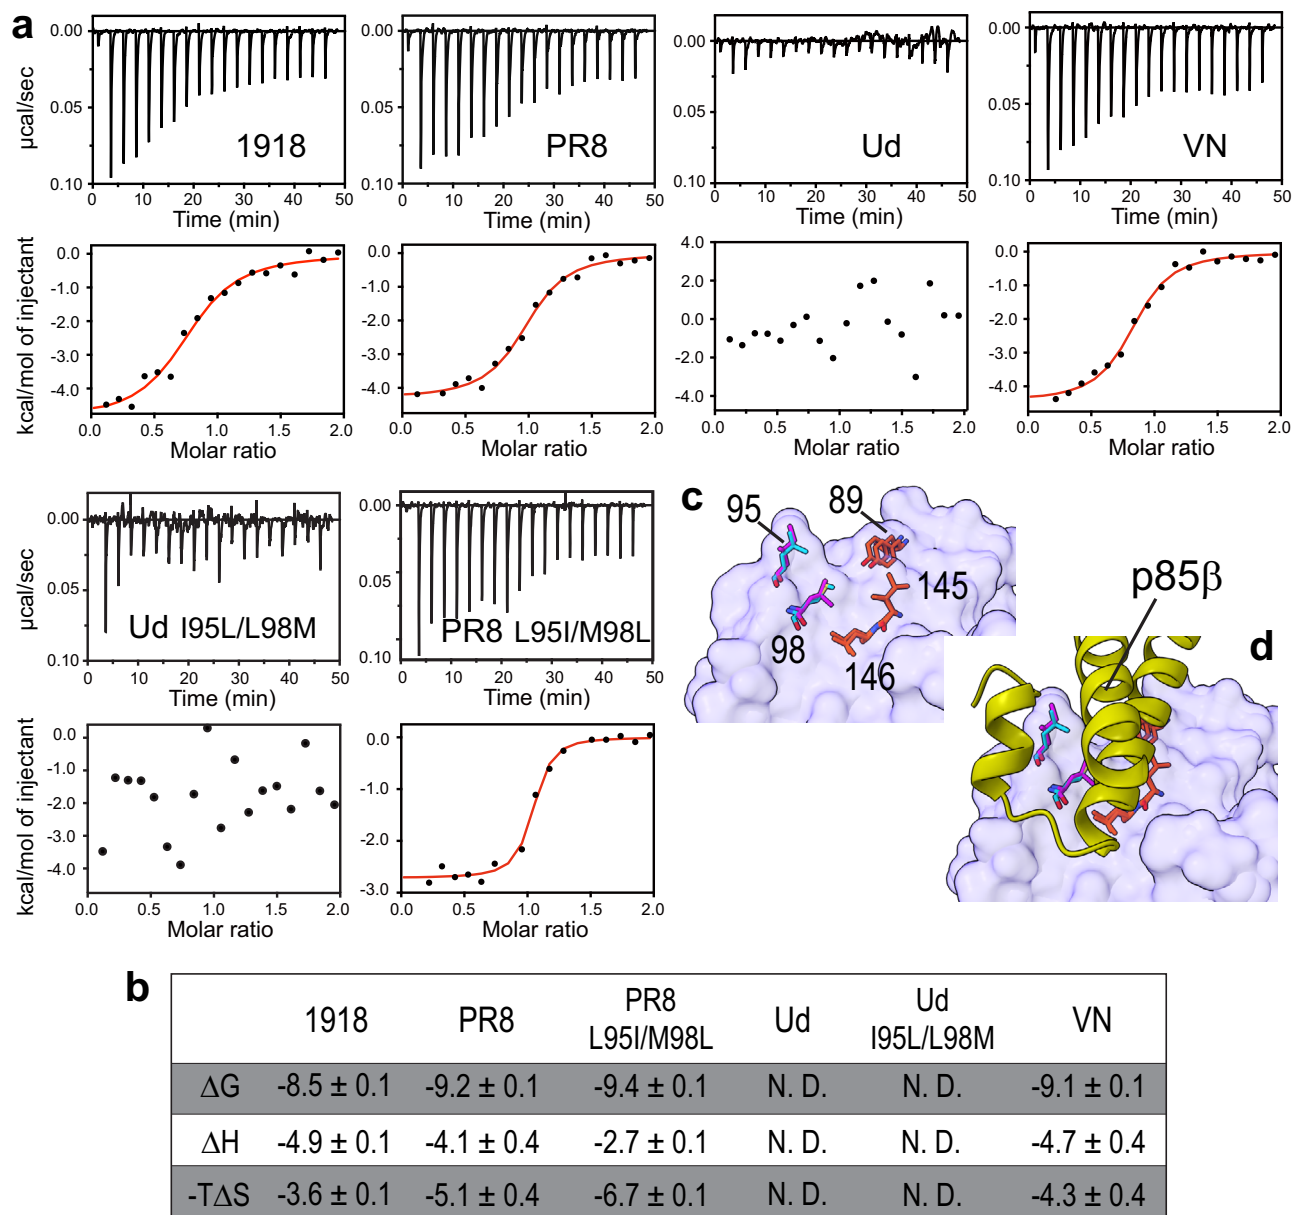 a
0.00
0.05
0.10
µcal/sec
1918
0 10 20 30 40 50
Time (min)
0.00
0.05
0.10
PR8
0 10 20 30 40 50
Time (min)
0.00
0.05
0.10
Ud
0 10 20 30 40 50
Time (min)
0.00
0.05
0.10
VN
0 10 20 30 40 50
Time (min)
kcal/mol of injectant
0.0
-1.0
-2.0
-3.0
-4.0
0.0 0.5 1.0 1.5 2.0
Molar ratio
0.0
-1.0
-2.0
-3.0
-4.0
0.0 0.5 1.0 1.5 2.0
Molar ratio
4.0
2.0
0.0
-2.0
-4.0
0.0 0.5 1.0 1.5 2.0
Molar ratio
0.0
-1.0
-2.0
-3.0
-4.0
0.0 0.5 1.0 1.5 2.0
Molar ratio
µcal/sec
0.00
0.05
0.10
Ud I95L/L98M
0 10 20 30 40 50
Time (min)
0.00
0.05
0.10
PR8 L95I/M98L
0 10 20 30 40 50
Time (min)
kcal/mol of injectant
0.0
-1.0
-2.0
-3.0
-4.0
0.0 0.5 1.0 1.5 2.0
Molar ratio
0.0
-1.0
-2.0
-3.0
0.0 0.5 1.0 1.5 2.0
Molar ratio
c
95
89
145
98
146
d
p85β
b
1918 PR8 PR8 L95I/M98L Ud Ud I95L/L98M VN
ΔG -8.5 ± 0.1 -9.2 ± 0.1 -9.4 ± 0.1 N. D. N. D. -9.1 ± 0.1
ΔH -4.9 ± 0.1 -4.1 ± 0.4 -2.7 ± 0.1 N. D. N. D. -4.7 ± 0.4
-TΔS -3.6 ± 0.1 -5.1 ± 0.4 -6.7 ± 0.1 N. D. N. D. -4.3 ± 0.4